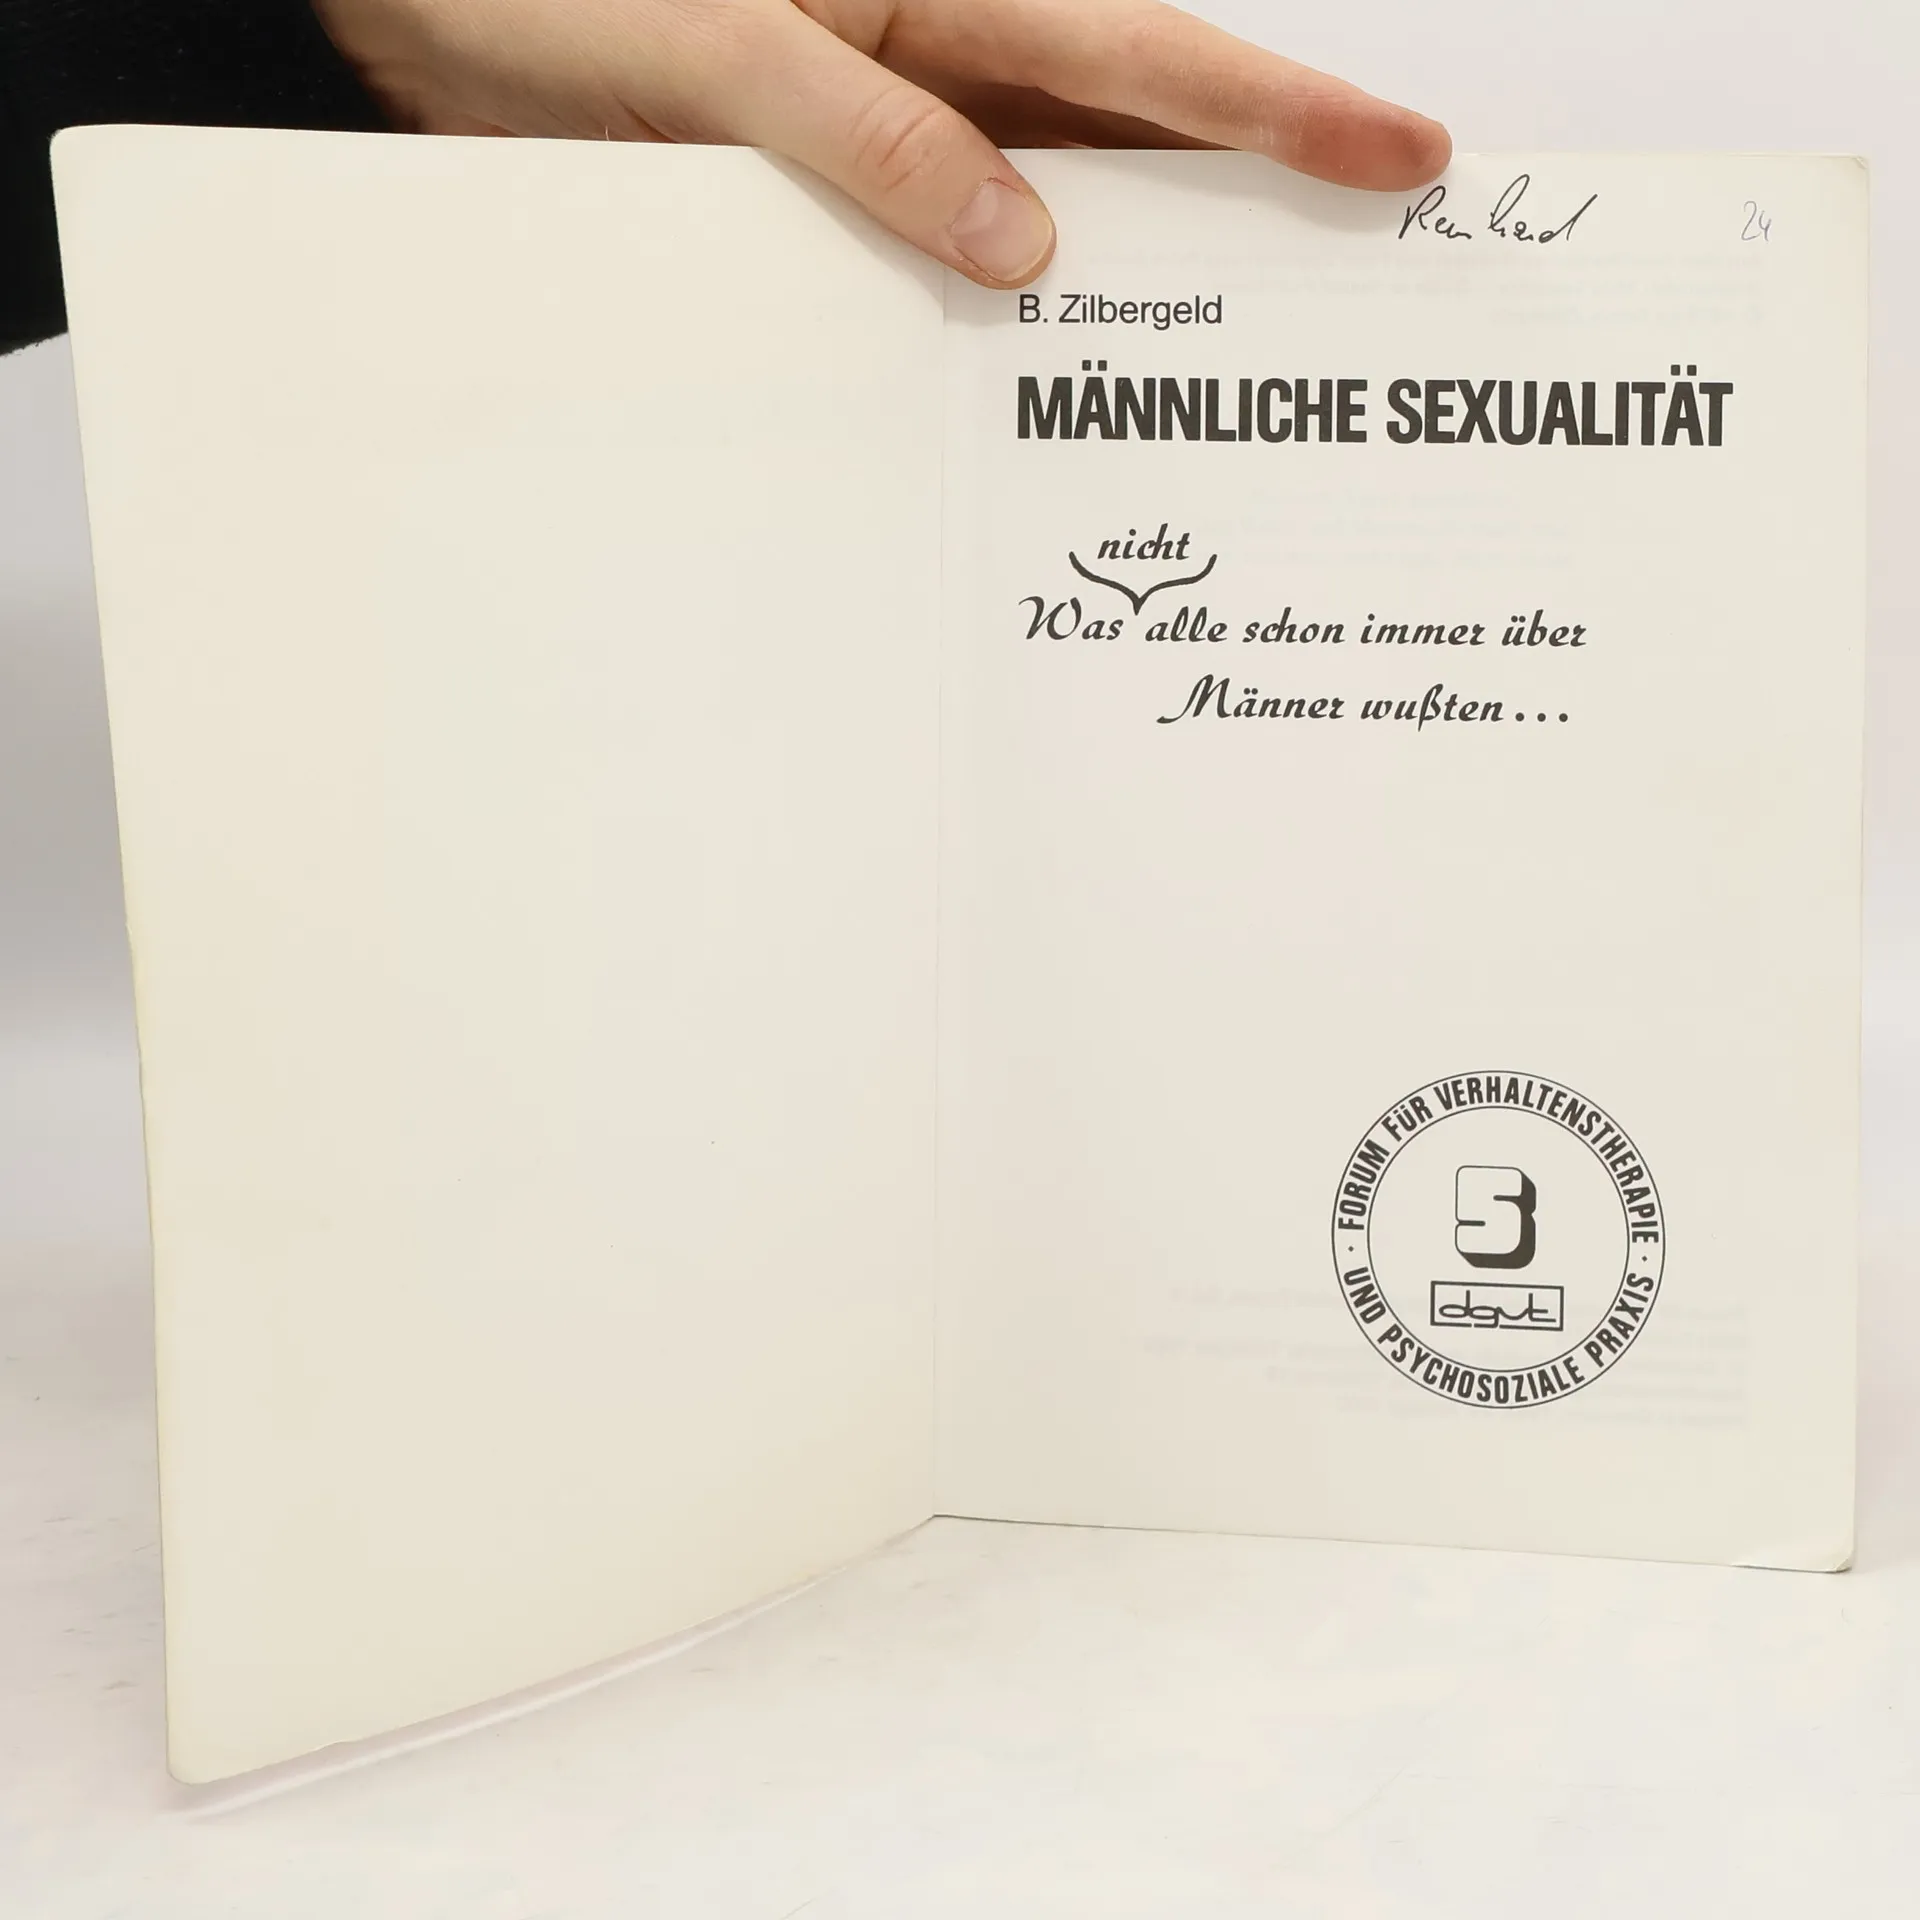 Reinhard
24
B. Zilbergeld
MÄNNLICHE SEXUALITÄT
nicht
Was alle schon immer über
Männer wußten...
FORUM FÜR VERHALTENSTHERAPIE
· UND PSYCHOSOZIALE PRAXIS ·
5
dgvt